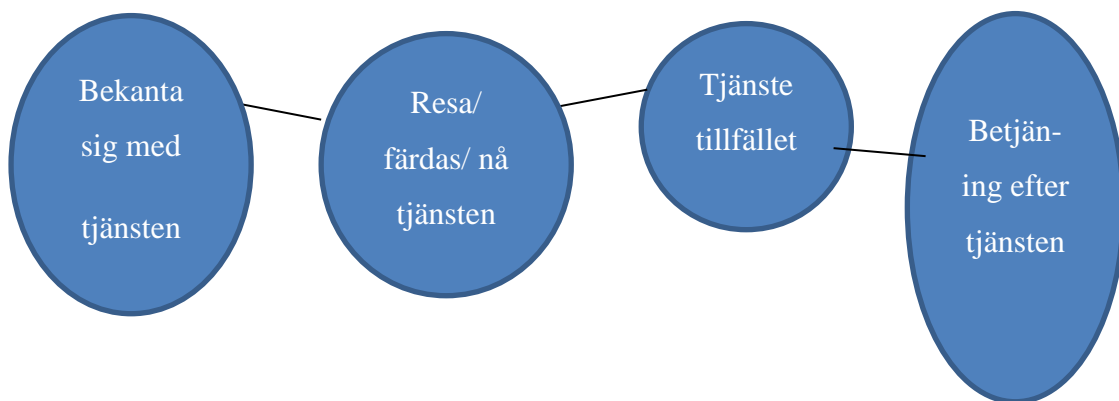 Bekanta
sig med
tjänsten
Resa/
färdas/ nå
tjänsten
Tjänste
tillfället
Betjän-
ing efter
tjänsten